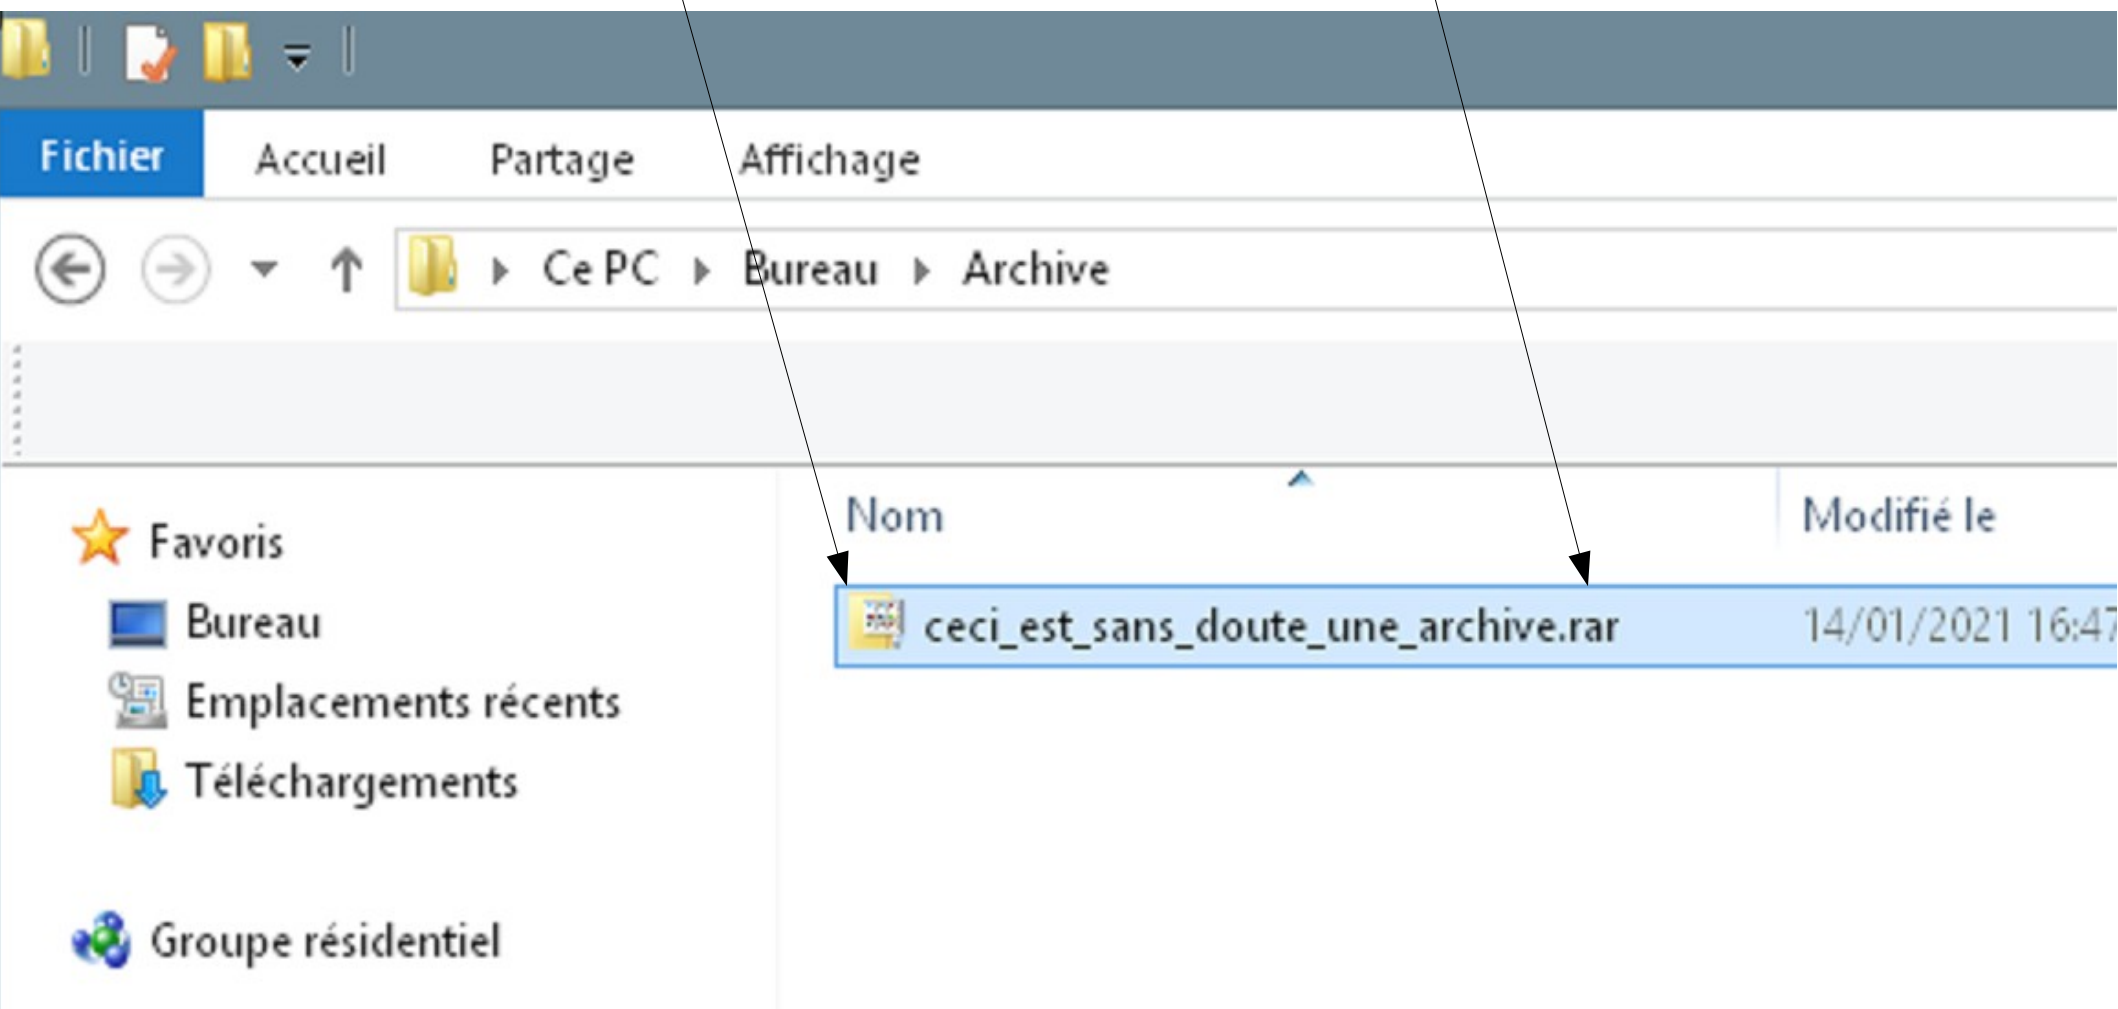 Fichier Accueil Partage Affichage
Ce PC Bureau Archive
Nom Modifié le
ceci_est_sans_doute_une_archive.rar 14/01/2021 16:47
Favoris
Bureau
Emplacements récents
Téléchargements
Groupe résidentiel